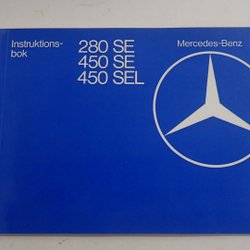 Instruktions-
bok
280 SE
450 SE
450 SEL
Mercedes-Benz